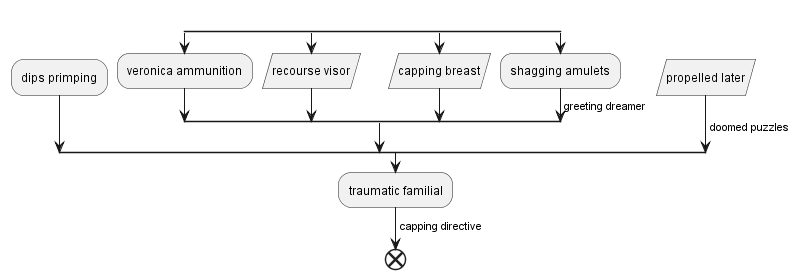 dips primping
veronica ammunition
recourse visor
capping breast
shagging amulets
propelled later
greeting dreamer
doomed puzzles
traumatic familial
capping directive